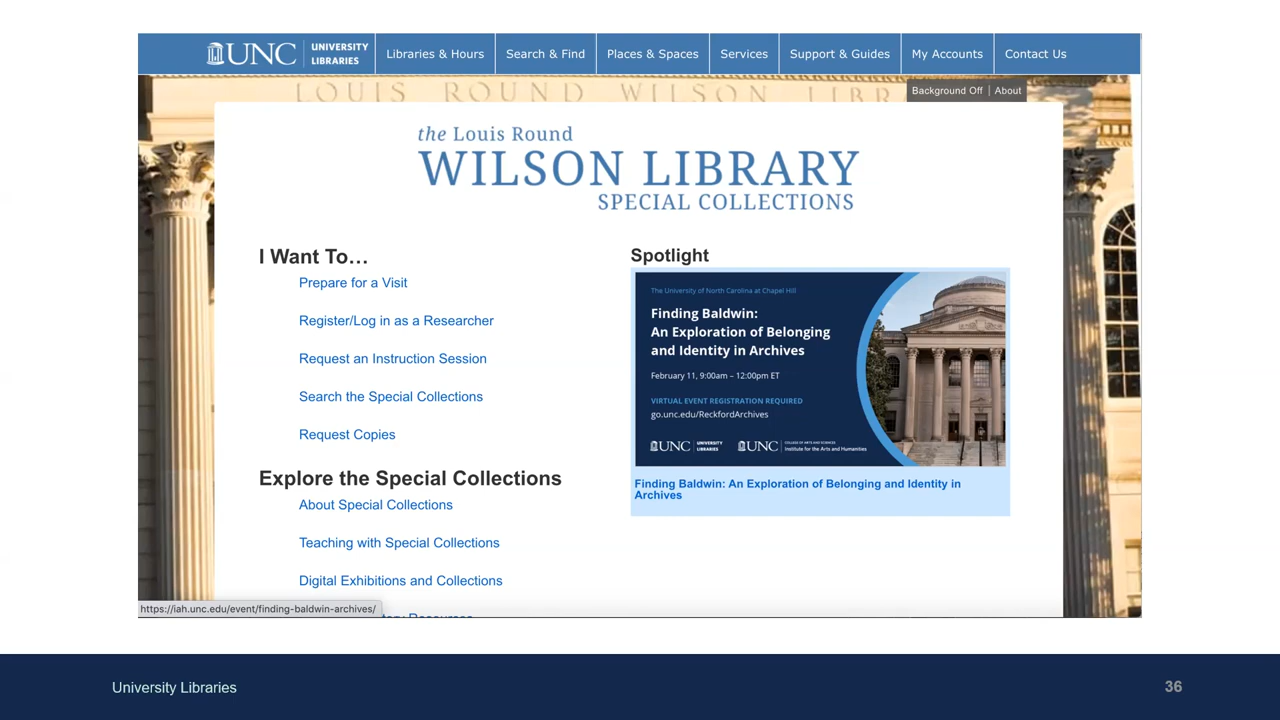 UNC UNIVERSITY LIBRARIES
Libraries & Hours
Search & Find
Places & Spaces
Services
Support & Guides
My Accounts
Contact Us
LOUIS ROUND WILSON LIBR
Background Off | About
the Louis Round
WILSON LIBRARY
SPECIAL COLLECTIONS
I Want To…
Prepare for a Visit
Register/Log in as a Researcher
Request an Instruction Session
Search the Special Collections
Request Copies
Explore the Special Collections
About Special Collections
Teaching with Special Collections
Digital Exhibitions and Collections
Spotlight
The University of North Carolina at Chapel Hill
Finding Baldwin:
An Exploration of Belonging
and Identity in Archives
February 11, 9:00am – 12:00pm ET
VIRTUAL EVENT REGISTRATION REQUIRED
go.unc.edu/ReckfordArchives
UNC UNIVERSITY LIBRARIES
UNC COLLEGE OF ARTS AND SCIENCES Institute for the Arts and Humanities
Finding Baldwin: An Exploration of Belonging and Identity in
Archives
https://iah.unc.edu/event/finding-baldwin-archives/
University Libraries
36